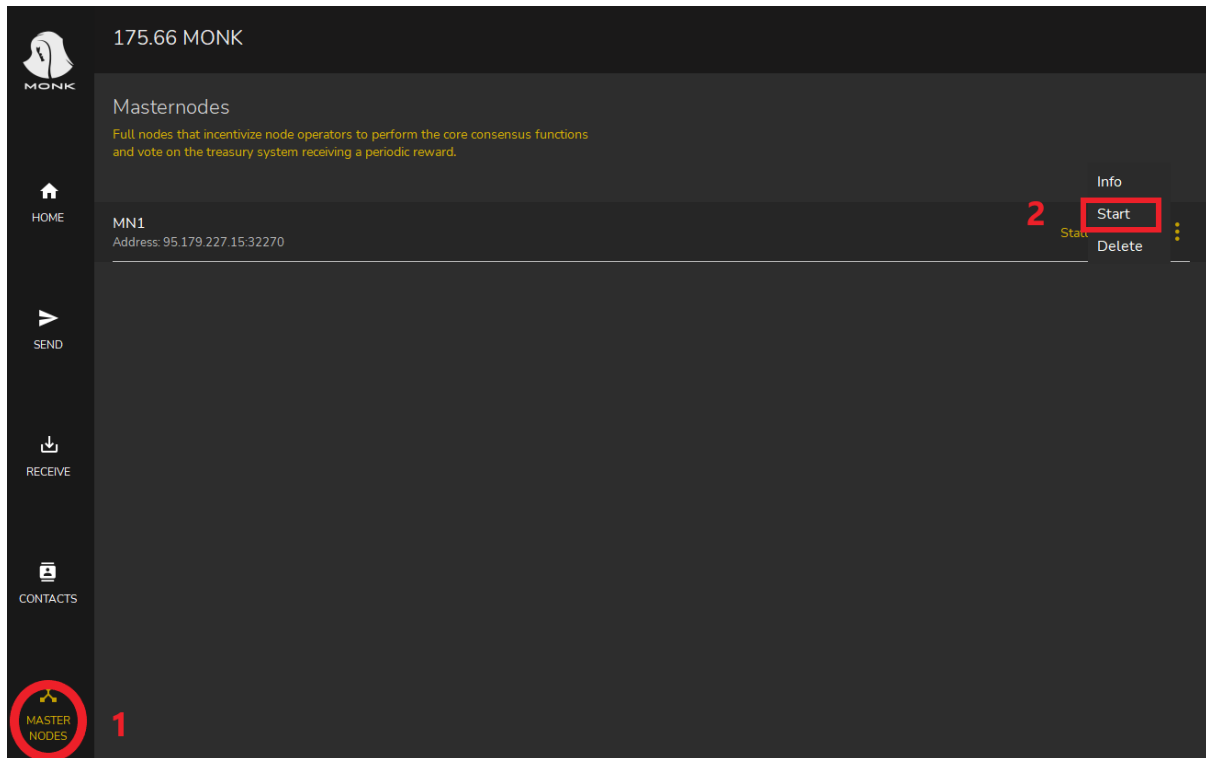 175.66 MONK
MONK
Masternodes
Full nodes that incentivize node operators to perform the core consensus functions
and vote on the treasury system receiving a periodic reward.
HOME
Info
2
Start
MN1
Address: 95.179.227.15:32270
Delete
SEND
RECEIVE
CONTACTS
MASTER
NODES
1